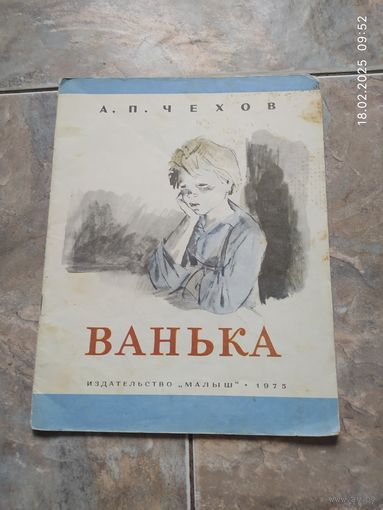 18.02.2025 09:52
А. П. ЧЕХОВ
ВАНЬКА
ИЗДАТЕЛЬСТВО „МАЛЫШ" • 1975